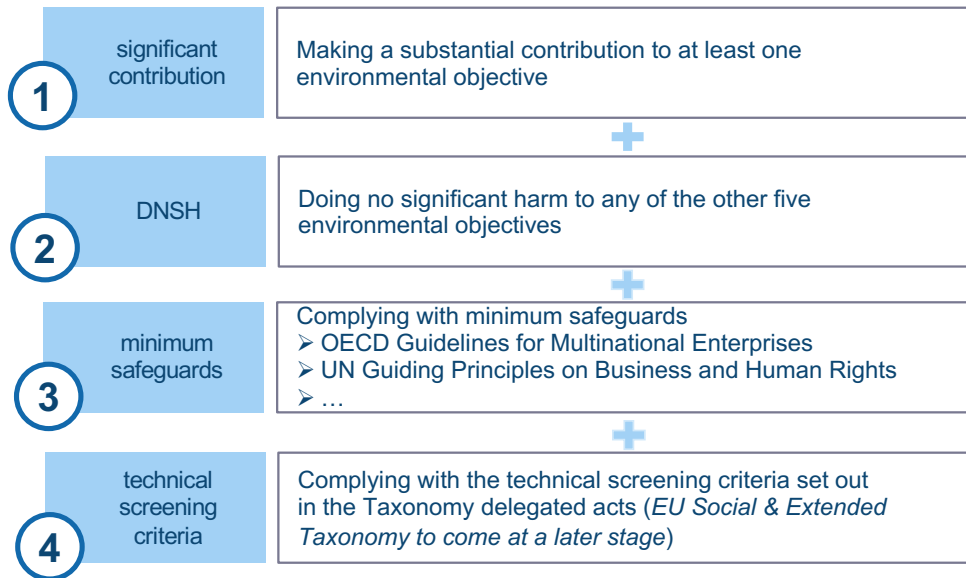 1
significant
contribution
Making a substantial contribution to at least one
environmental objective
2
DNSH
Doing no significant harm to any of the other five
environmental objectives
3
minimum
safeguards
Complying with minimum safeguards
➢ OECD Guidelines for Multinational Enterprises
➢ UN Guiding Principles on Business and Human Rights
➢ …
4
technical
screening
criteria
Complying with the technical screening criteria set out
in the Taxonomy delegated acts (EU Social & Extended
Taxonomy to come at a later stage)